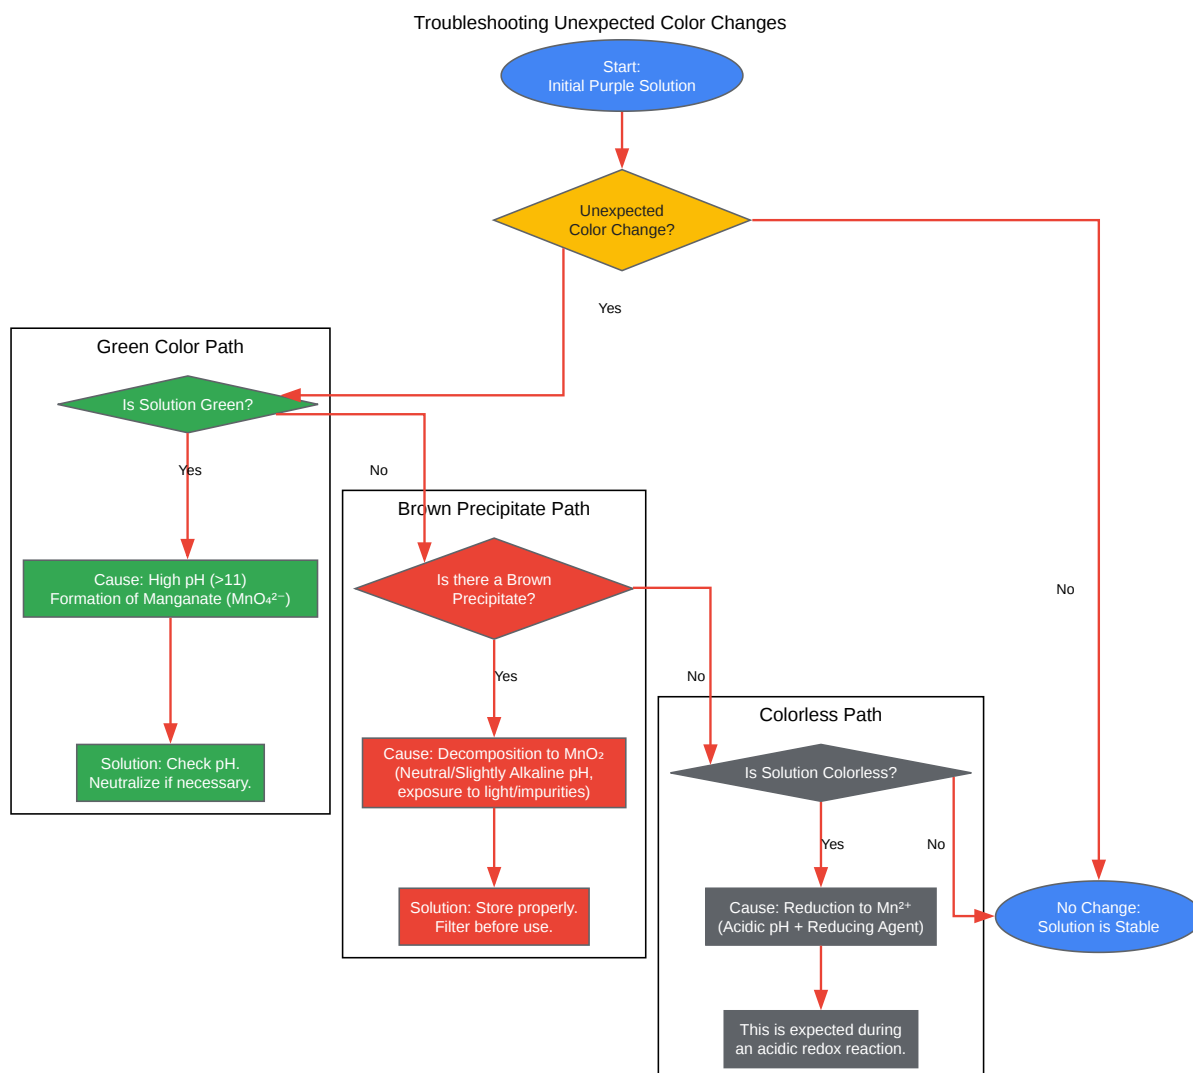 Troubleshooting Unexpected Color Changes
Start:
Initial Purple Solution
Unexpected
Color Change?
Yes
No
Green Color Path
Is Solution Green?
Yes
No
Cause: High pH (>11)
Formation of Manganate (MnO₄²⁻)
Solution: Check pH.
Neutralize if necessary.
Brown Precipitate Path
Is there a Brown
Precipitate?
Yes
No
Cause: Decomposition to MnO₂
(Neutral/Slightly Alkaline pH,
exposure to light/impurities)
Solution: Store properly.
Filter before use.
Colorless Path
Is Solution Colorless?
Yes
No
Cause: Reduction to Mn²⁺
(Acidic pH + Reducing Agent)
This is expected during
an acidic redox reaction.
No Change:
Solution is Stable